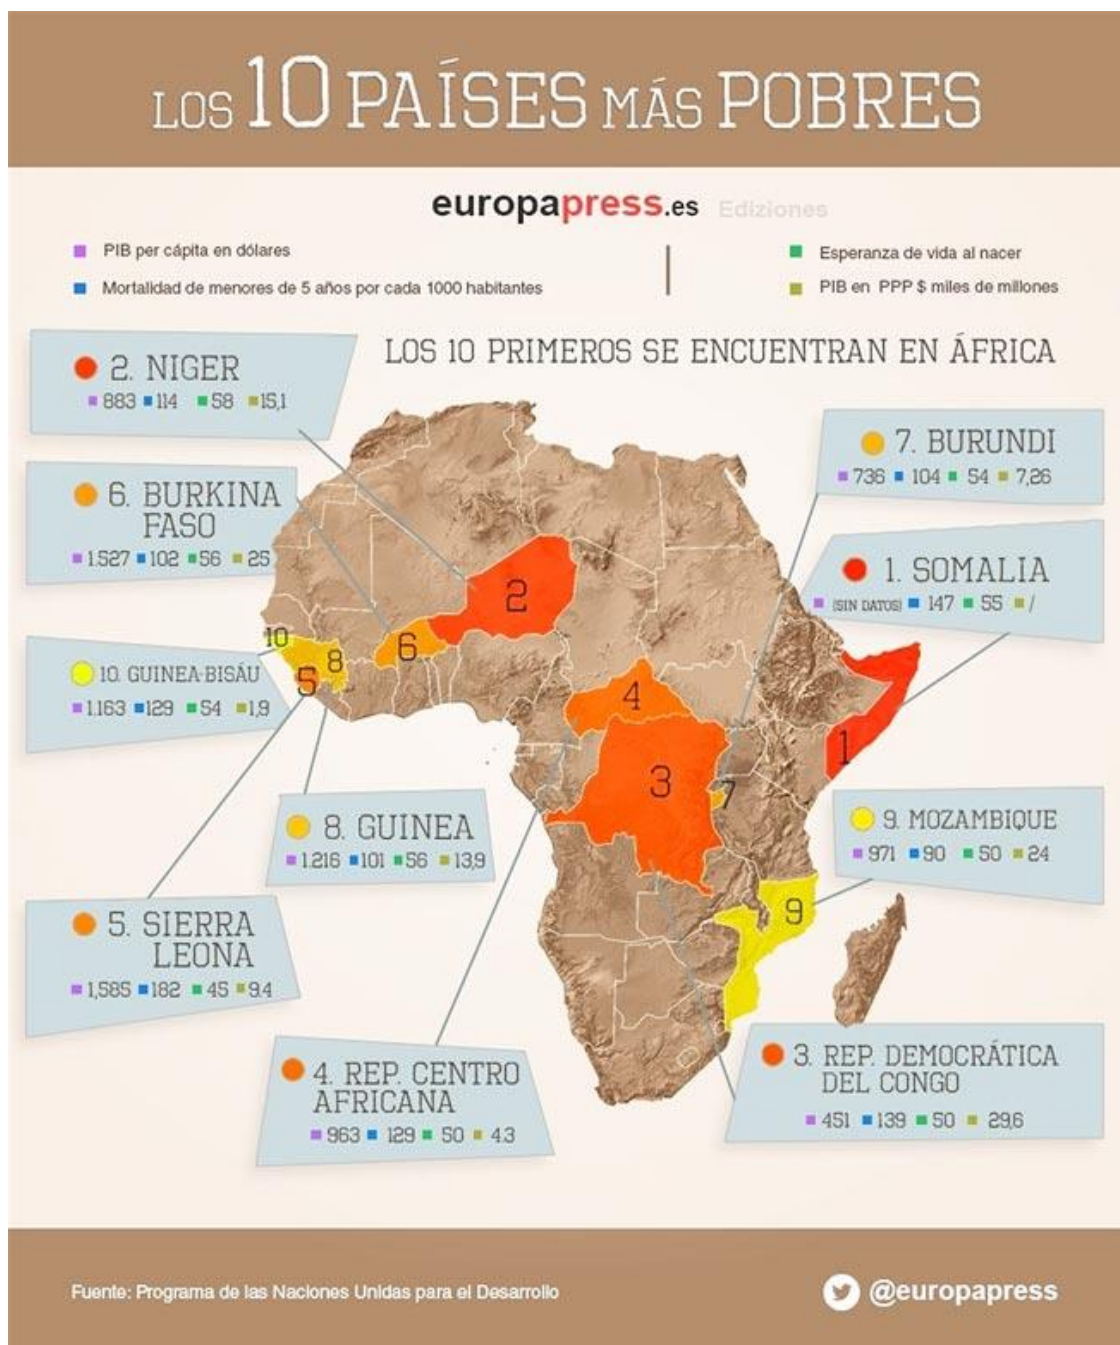 LOS 10 PAÍSES MÁS POBRES
europapress.es Ediziones
PIB per cápita en dólares
Mortalidad de menores de 5 años por cada 1000 habitantes
Esperanza de vida al nacer
PIB en PPP $ miles de millones
LOS 10 PRIMEROS SE ENCUENTRAN EN ÁFRICA
2. NIGER
883 114 58 15,1
6. BURKINA
FASO
1.527 102 56 25
10. GUINEA-BISÁU
1.163 129 54 1,9
8. GUINEA
1.216 101 56 13,9
5. SIERRA
LEONA
1,585 182 45 9.4
4. REP. CENTRO
AFRICANA
963 129 50 4.3
7. BURUNDI
736 104 54 7,26
1. SOMALIA
(SIN DATOS) 147 55 /
9. MOZAMBIQUE
971 90 50 24
3. REP. DEMOCRÁTICA
DEL CONGO
451 139 50 29,6
2
6
10
8
5
4
1
3
7
9
Fuente: Programa de las Naciones Unidas para el Desarrollo
@europapress